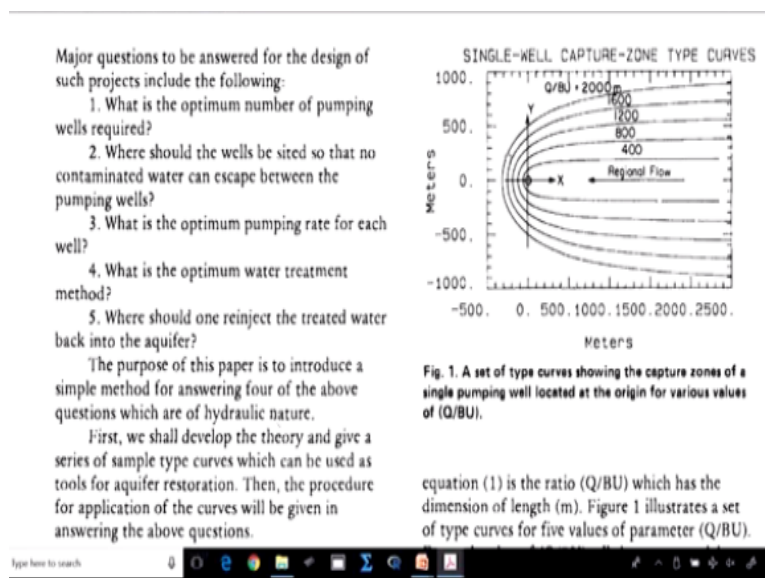 Major questions to be answered for the design of
such projects include the following:
1. What is the optimum number of pumping
wells required?
2. Where should the wells be sited so that no
contaminated water can escape between the
pumping wells?
3. What is the optimum pumping rate for each
well?
4. What is the optimum water treatment
method?
5. Where should one reinject the treated water
back into the aquifer?
The purpose of this paper is to introduce a
simple method for answering four of the above
questions which are of hydraulic nature.
First, we shall develop the theory and give a
series of sample type curves which can be used as
tools for aquifer restoration. Then, the procedure
for application of the curves will be given in
answering the above questions.
SINGLE-WELL CAPTURE-ZONE TYPE CURVES
1000.
500.
0.
-500.
-1000.
Meters
Q/BU = 2000m
1600
1200
800
400
Y
X
Regional Flow
-500. 0. 500. 1000. 1500. 2000. 2500.
Meters
Fig. 1. A set of type curves showing the capture zones of a
single pumping well located at the origin for various values
of (Q/BU).
equation (1) is the ratio (Q/BU) which has the
dimension of length (m). Figure 1 illustrates a set
of type curves for five values of parameter (Q/BU).
Type here to search